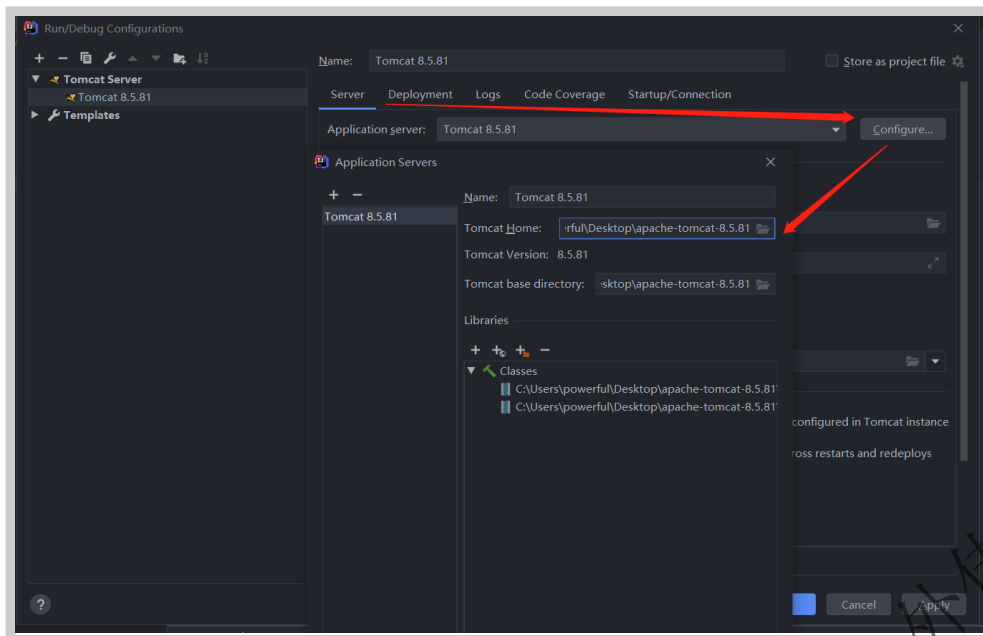 Run/Debug Configurations
Name: Tomcat 8.5.81
Store as project file
Tomcat Server
Tomcat 8.5.81
Templates
Server Deployment Logs Code Coverage Startup/Connection
Application server: Tomcat 8.5.81
Configure...
Application Servers
Tomcat 8.5.81
Name: Tomcat 8.5.81
Tomcat Home: rful\Desktop\apache-tomcat-8.5.81
Tomcat Version: 8.5.81
Tomcat base directory: sktop\apache-tomcat-8.5.81
Libraries
Classes
C:\Users\powerful\Desktop\apache-tomcat-8.5.81
C:\Users\powerful\Desktop\apache-tomcat-8.5.81
configured in Tomcat instance
ross restarts and redeploys
?
Cancel
Apply
外